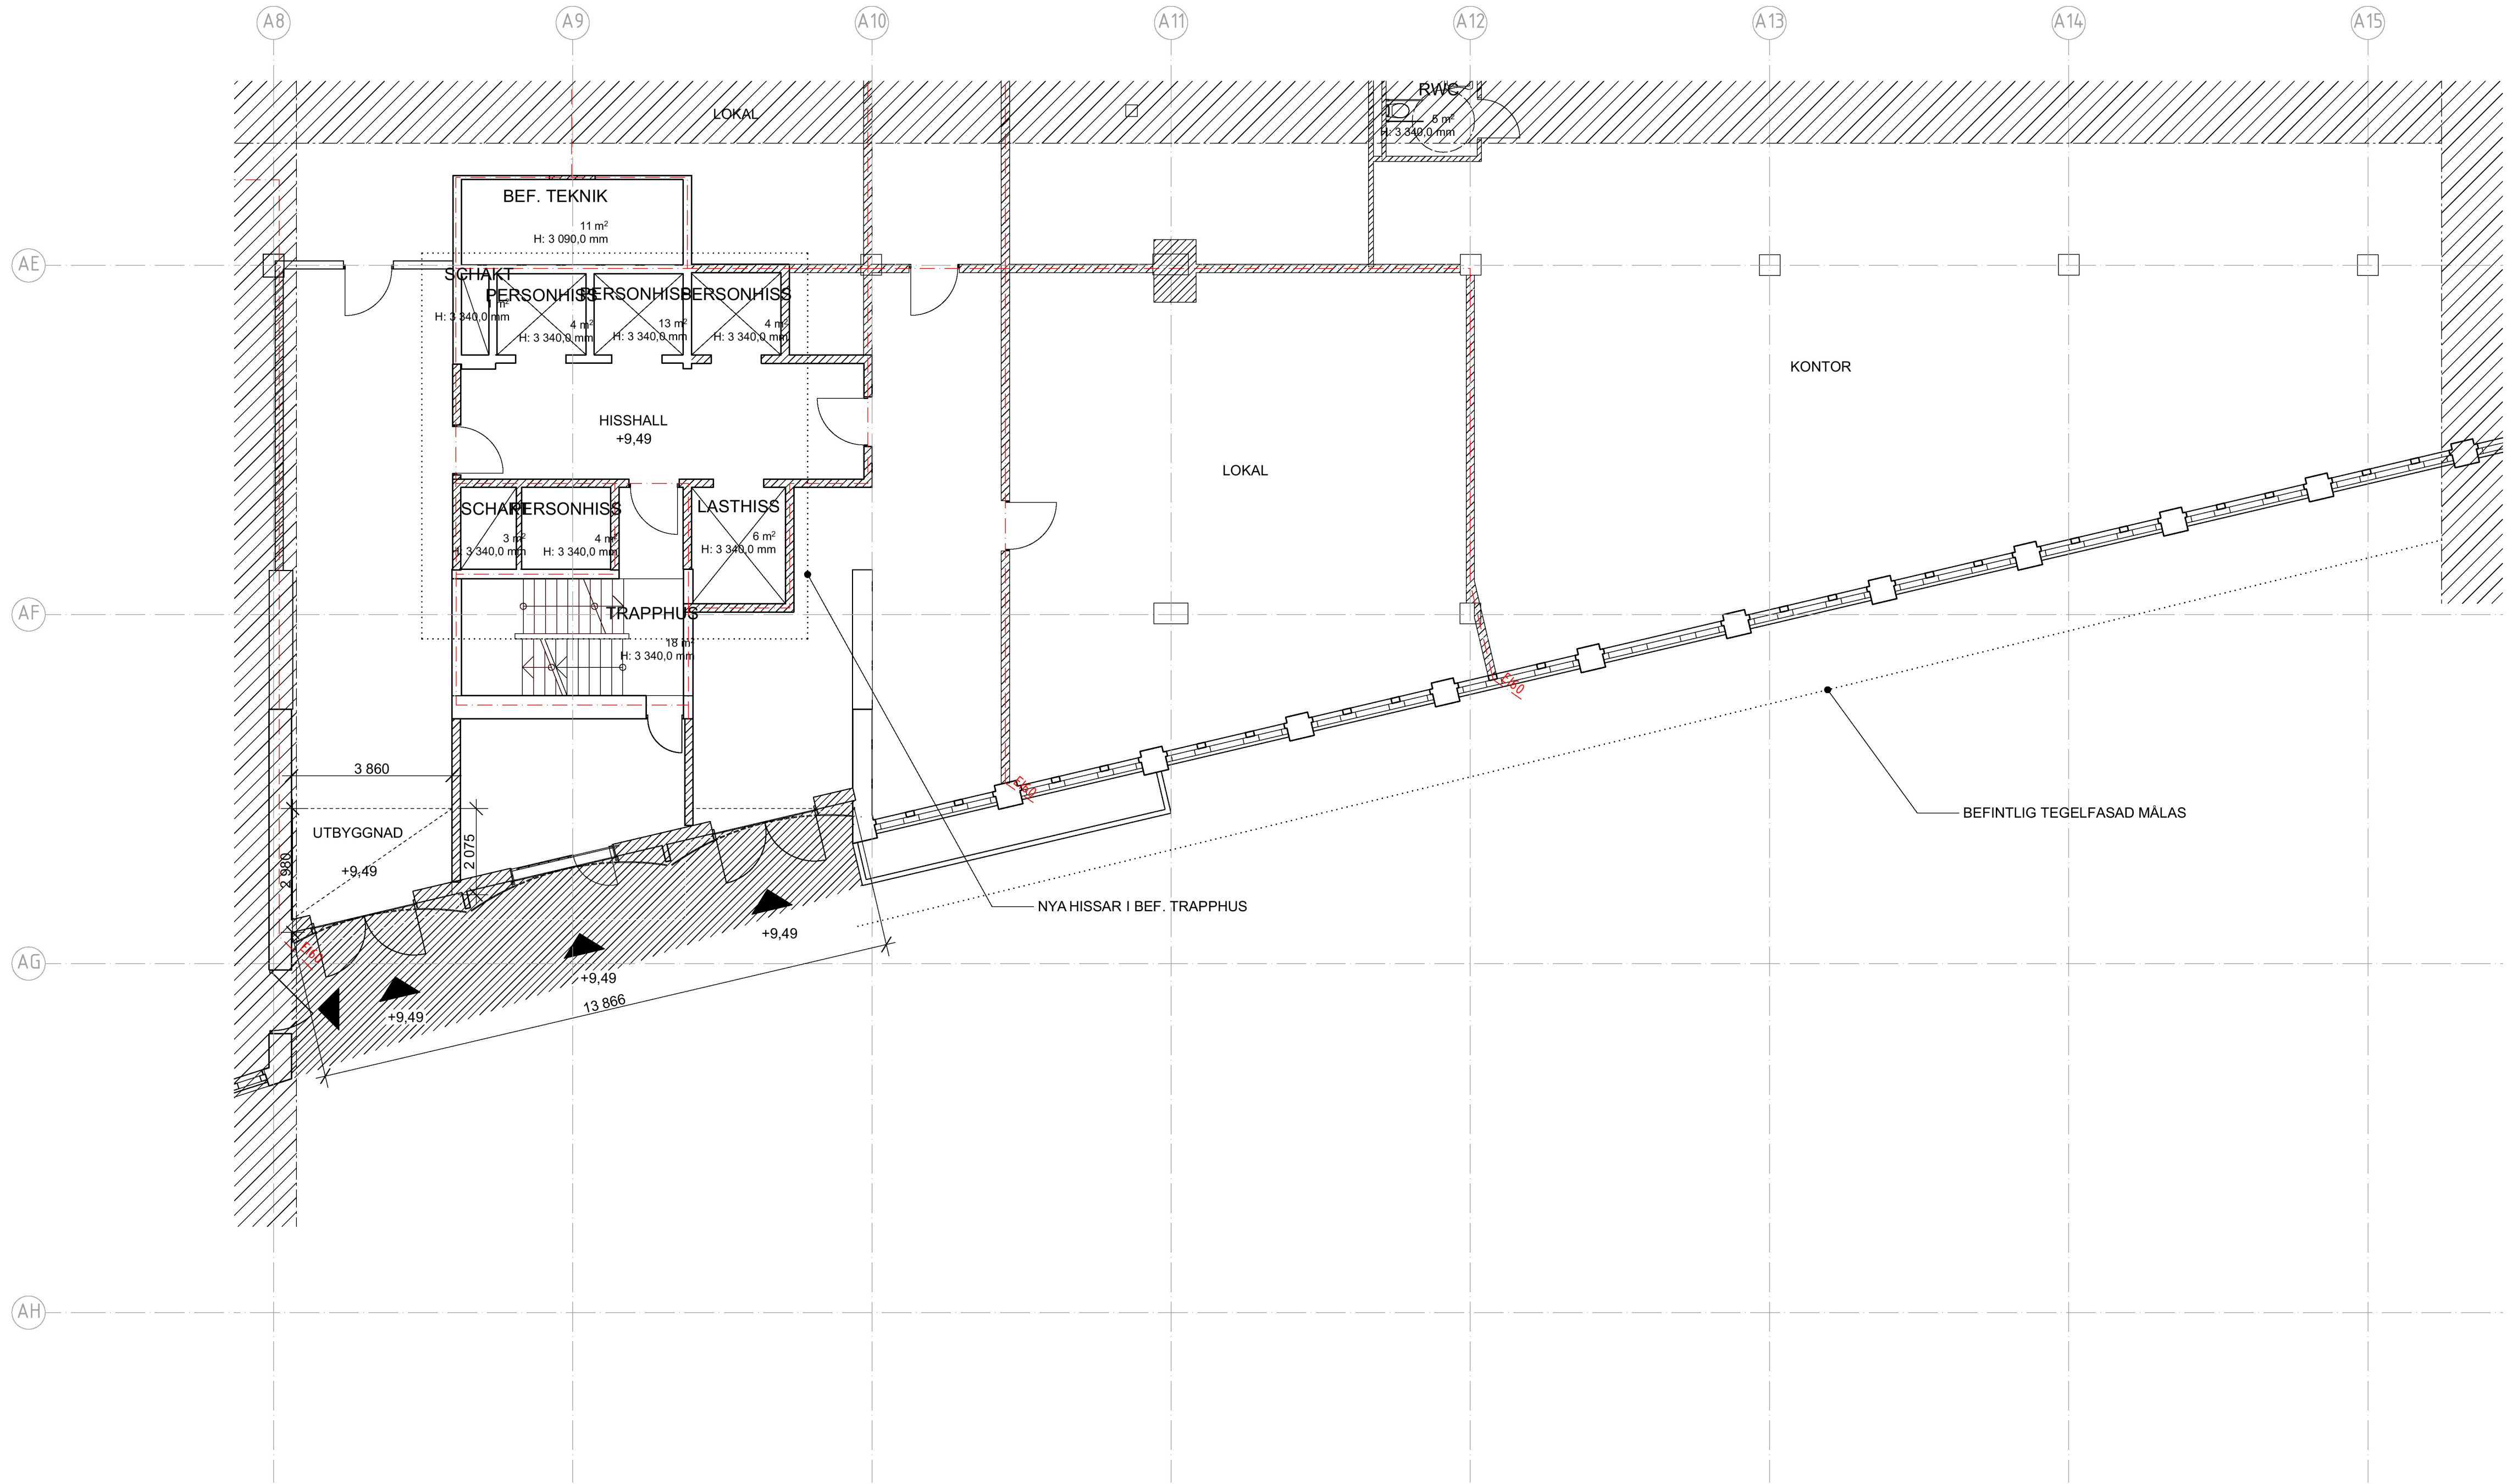 A8
A9
A10
A11
A12
A13
A14
A15
RWC
5 m²
H: 3 340,0 mm
LOKAL
BEF. TEKNIK
11 m²
H: 3 090,0 mm
AE
SCHAKT
m²
H: 3 340,0 mm
PERSONHISS
4 m²
H: 3 340,0 mm
PERSONHISS
13 m²
H: 3 340,0 mm
PERSONHISS
4 m²
H: 3 340,0 mm
KONTOR
HISSHALL
+9,49
LOKAL
SCHAKT
3 m²
H: 3 340,0 mm
PERSONHISS
4 m²
H: 3 340,0 mm
LASTHISS
6 m²
H: 3 340,0 mm
AF
TRAPPHUS
18 m²
H: 3 340,0 mm
EI60
3 860
EI60
BEFINTLIG TEGELFASAD MÅLAS
UTBYGGNAD
+9,49
2 980
2 075
NYA HISSAR I BEF. TRAPPHUS
+9,49
EI60
AG
+9,49
13 866
+9,49
AH